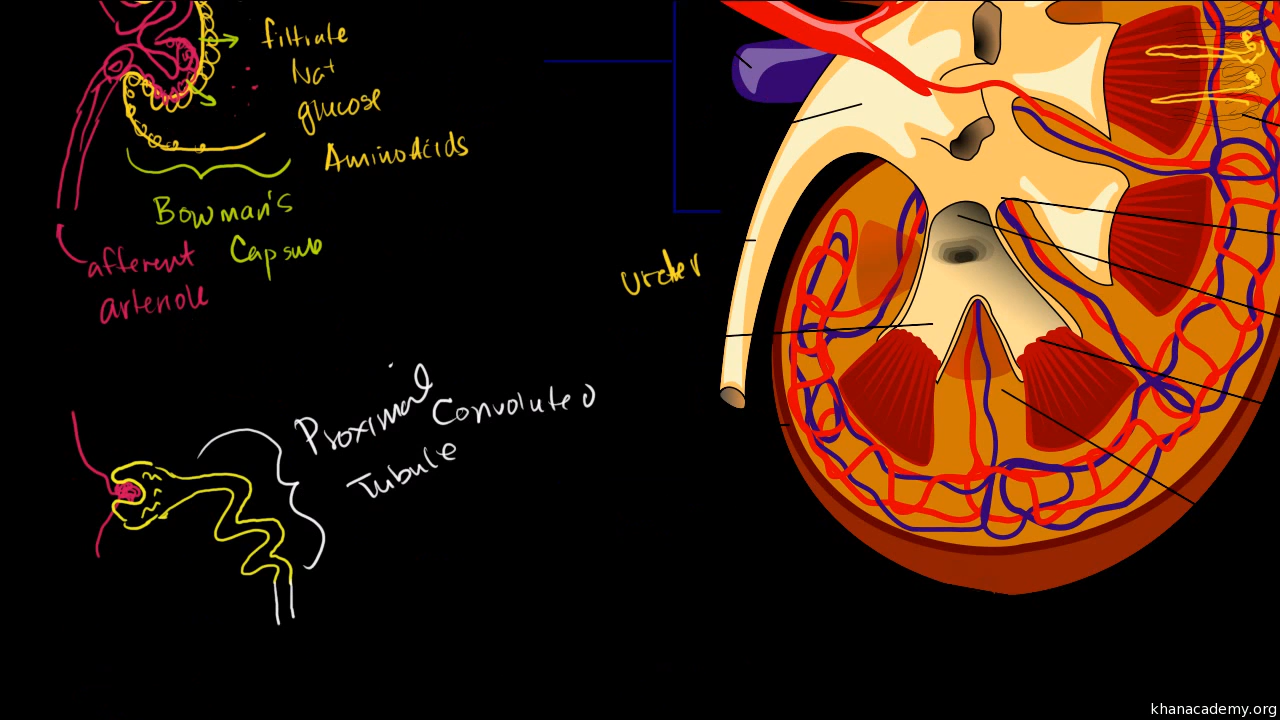 filtrate
Na+
glucose
Amino Acids
Bowman's
Capsule
afferent
arteriole
ureter
Proximal
Convoluted
Tubule
khanacademy.org